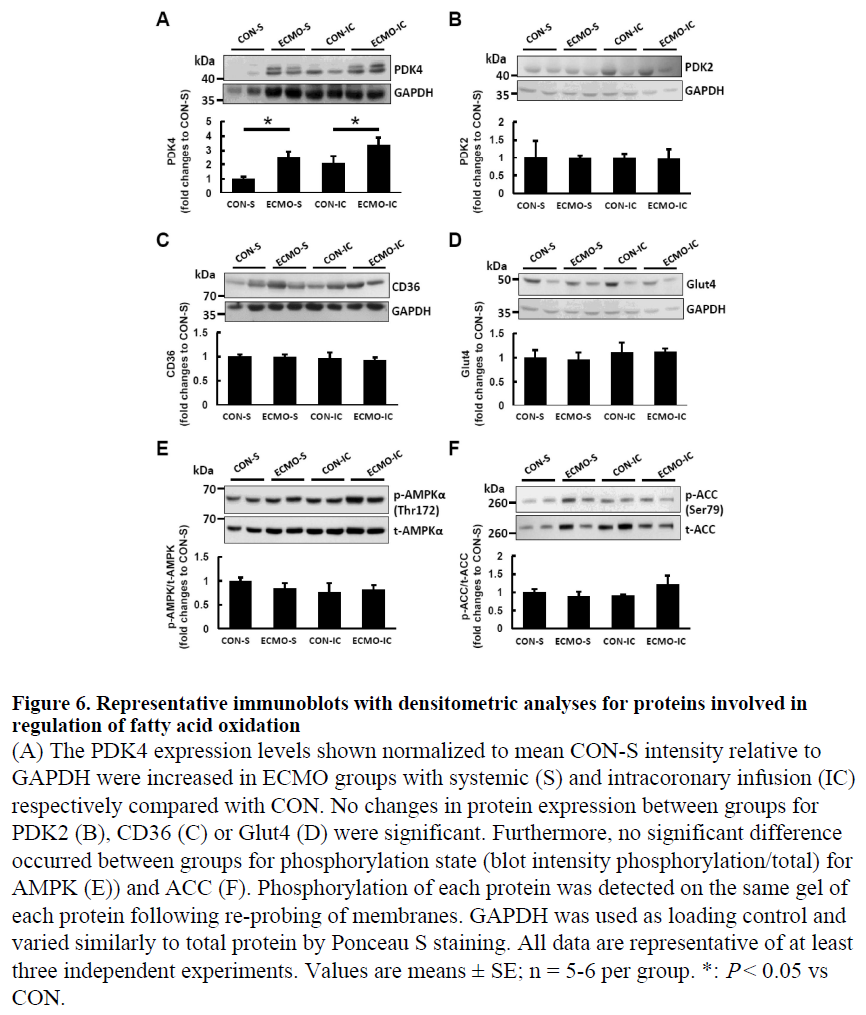 A
CON-S ECMO-S CON-IC ECMO-IC
kDa
40 PDK4
35 GAPDH
* *
PDK4
(fold changes to CON-S)
5
4
3
2
1
0
CON-S ECMO-S CON-IC ECMO-IC
B
CON-S ECMO-S CON-IC ECMO-IC
kDa
40 PDK2
35 GAPDH
PDK2
(fold changes to CON-S)
2
1.5
1
0.5
0
CON-S ECMO-S CON-IC ECMO-IC
C
CON-S ECMO-S CON-IC ECMO-IC
kDa
70 CD36
35 GAPDH
CD36
(fold changes to CON-S)
1.5
1
0.5
0
CON-S ECMO-S CON-IC ECMO-IC
D
CON-S ECMO-S CON-IC ECMO-IC
kDa
50 Glut4
35 GAPDH
Glut4
(fold changes to CON-S)
1.5
1
0.5
0
CON-S ECMO-S CON-IC ECMO-IC
E
CON-S ECMO-S CON-IC ECMO-IC
kDa
70 p-AMPKα
(Thr172)
70 t-AMPKα
p-AMPK/t-AMPK
(fold changes to CON-S)
2
1.5
1
0.5
0
CON-S ECMO-S CON-IC ECMO-IC
F
CON-S ECMO-S CON-IC ECMO-IC
kDa
260 p-ACC
(Ser79)
260 t-ACC
p-ACC/t-ACC
(fold changes to CON-S)
2
1.5
1
0.5
0
CON-S ECMO-S CON-IC ECMO-IC
Figure 6. Representative immunoblots with densitometric analyses for proteins involved in
regulation of fatty acid oxidation
(A) The PDK4 expression levels shown normalized to mean CON-S intensity relative to
GAPDH were increased in ECMO groups with systemic (S) and intracoronary infusion (IC)
respectively compared with CON. No changes in protein expression between groups for
PDK2 (B), CD36 (C) or Glut4 (D) were significant. Furthermore, no significant difference
occurred between groups for phosphorylation state (blot intensity phosphorylation/total) for
AMPK (E)) and ACC (F). Phosphorylation of each protein was detected on the same gel of
each protein following re-probing of membranes. GAPDH was used as loading control and
varied similarly to total protein by Ponceau S staining. All data are representative of at least
three independent experiments. Values are means ± SE; n = 5-6 per group. *: P < 0.05 vs
CON.